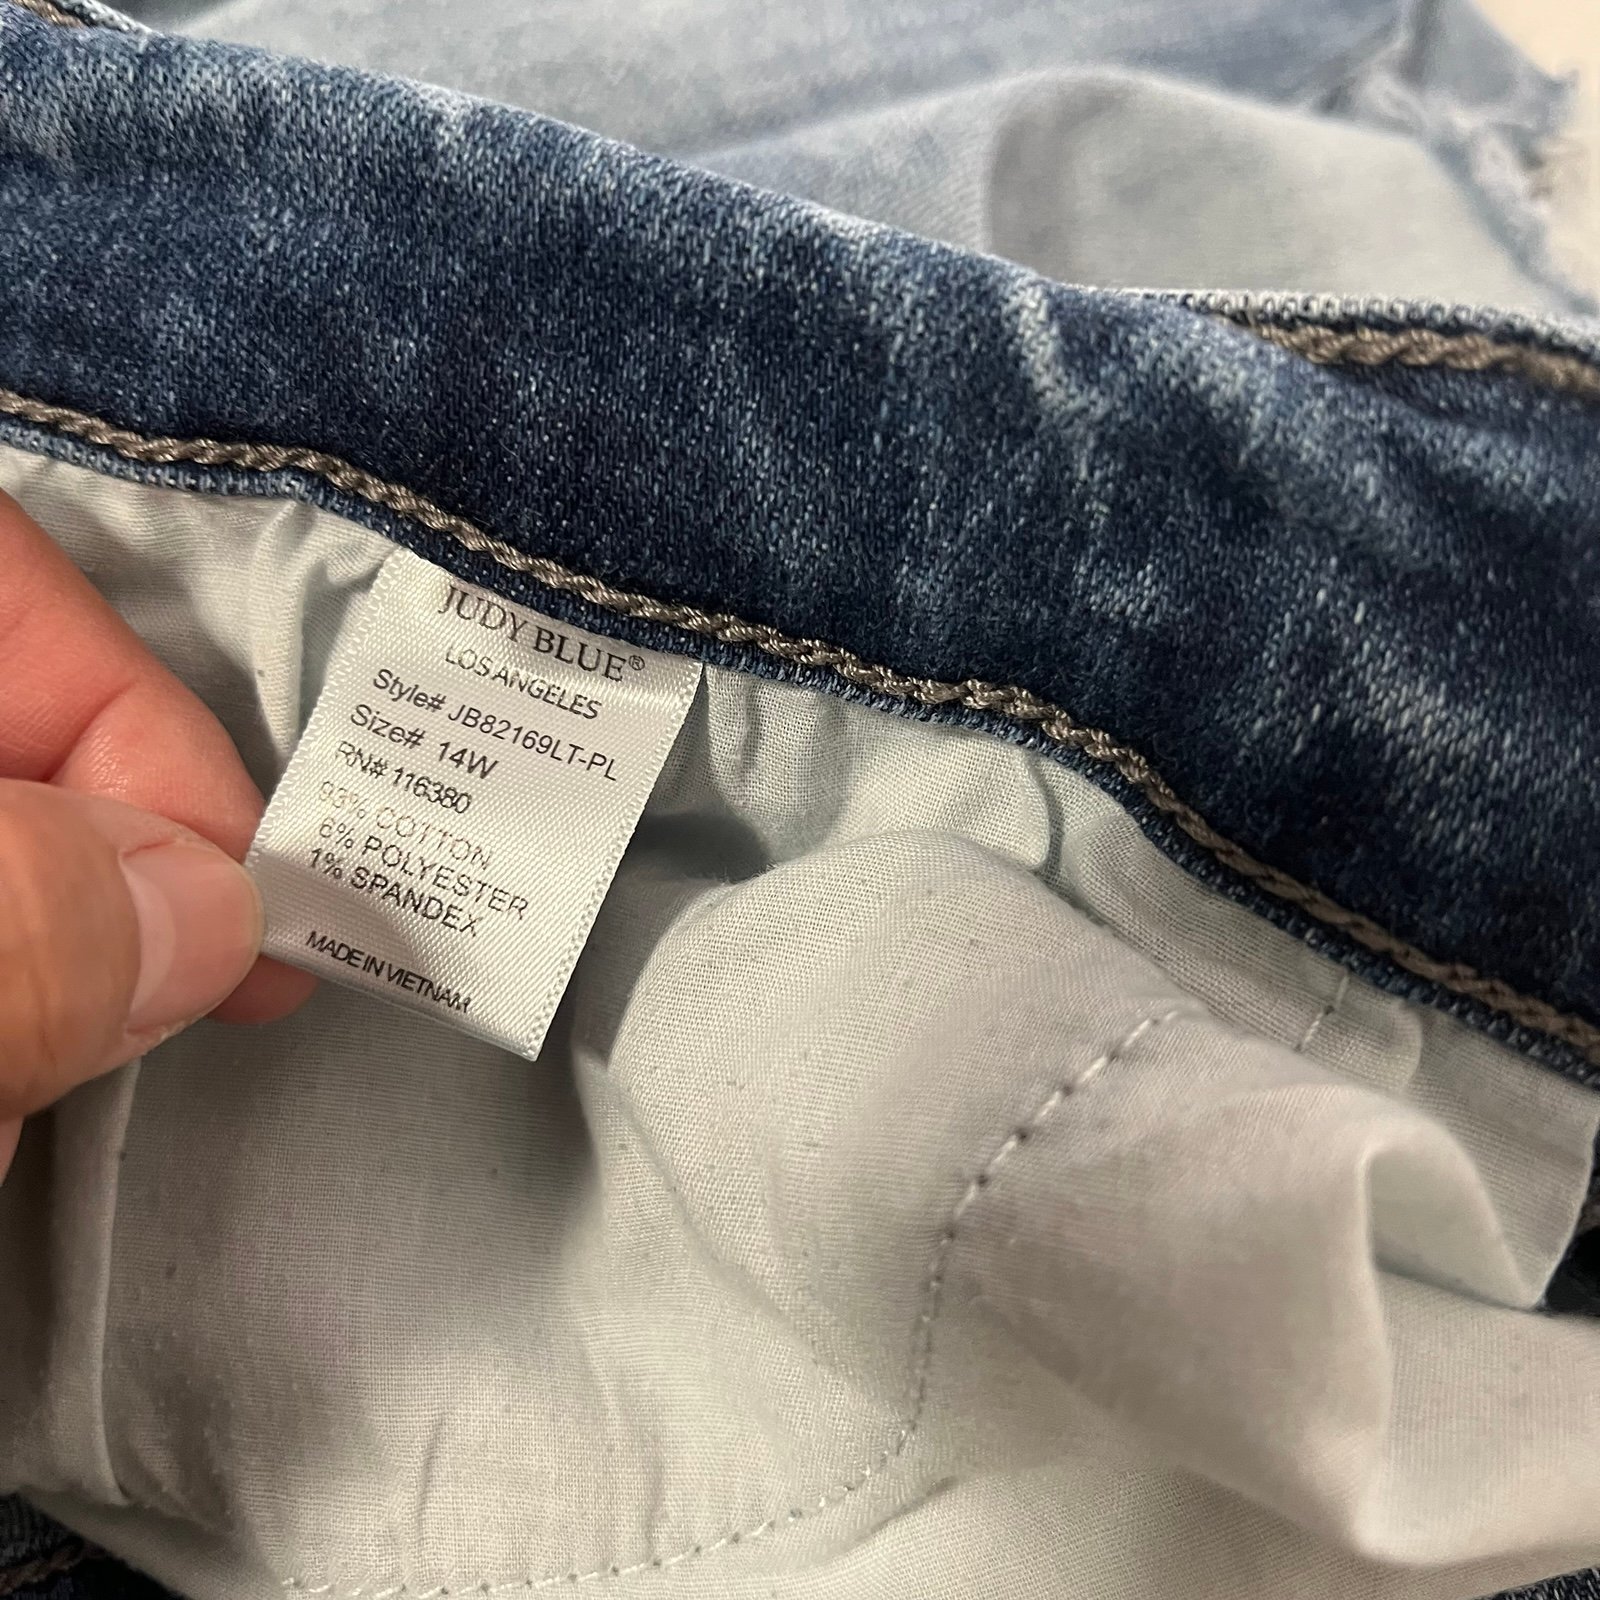 JUDY BLUE®
LOS ANGELES
Style# JB82169LT-PL
Size# 14W
RN# 116380
93% COTTON
6% POLYESTER
1% SPANDEX
MADE IN VIETNAM